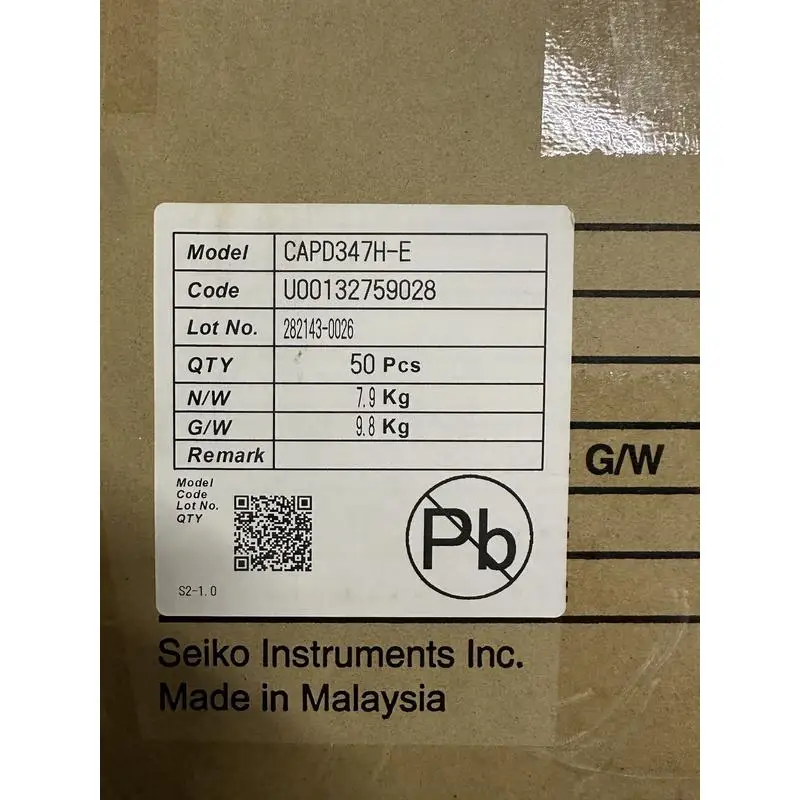 Model CAPD347H-E
Code U00132759028
Lot No. 282143-0026
QTY 50 Pcs
N/W 7.9 Kg
G/W 9.8 Kg
Remark
: G/W
Model
Code
Lot No.
QTY
Pb
S2-1.0
Seiko Instruments Inc.
Made in Malaysia